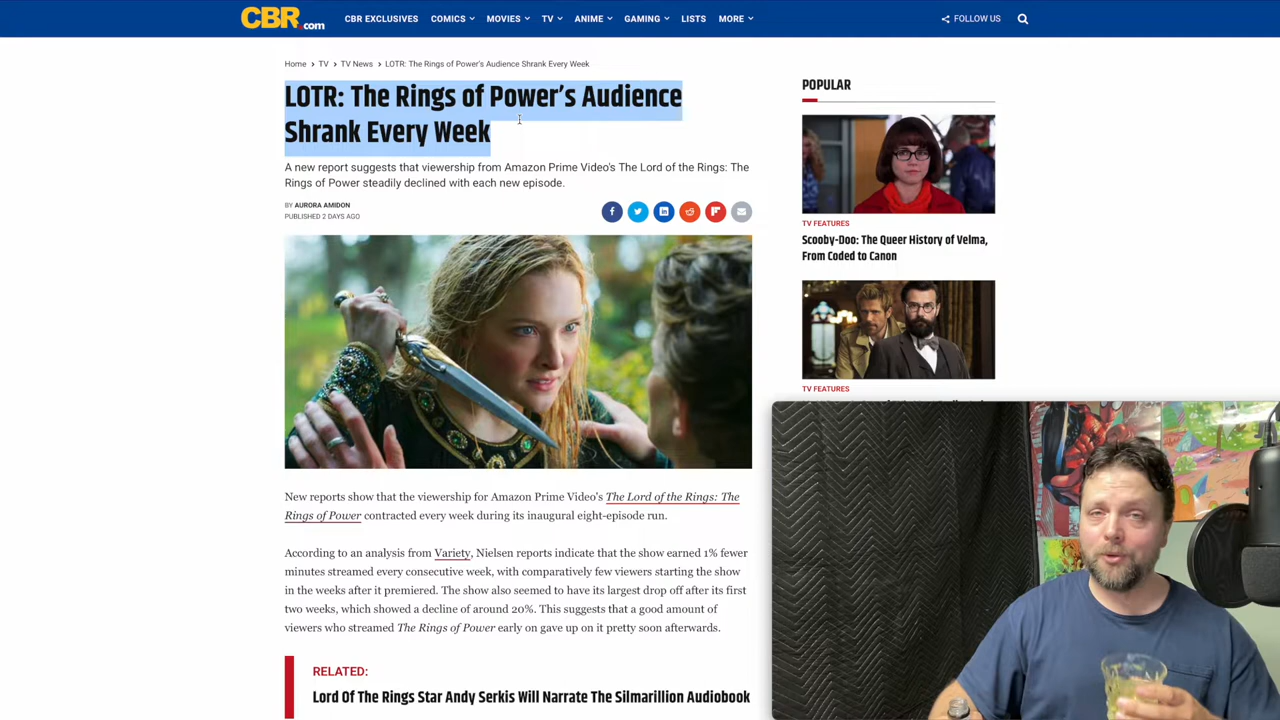 CBR.com
CBR EXCLUSIVES COMICS MOVIES TV ANIME GAMING LISTS MORE
FOLLOW US
Home > TV > TV News > LOTR: The Rings of Power's Audience Shrank Every Week
LOTR: The Rings of Power's Audience
Shrank Every Week
A new report suggests that viewership from Amazon Prime Video's The Lord of the Rings: The
Rings of Power steadily declined with each new episode.
BY AURORA AMIDON
PUBLISHED 2 DAYS AGO
New reports show that the viewership for Amazon Prime Video's The Lord of the Rings: The
Rings of Power contracted every week during its inaugural eight-episode run.
According to an analysis from Variety, Nielsen reports indicate that the show earned 1% fewer
minutes streamed every consecutive week, with comparatively few viewers starting the show
in the weeks after it premiered. The show also seemed to have its largest drop off after its first
two weeks, which showed a decline of around 20%. This suggests that a good amount of
viewers who streamed The Rings of Power early on gave up on it pretty soon afterwards.
RELATED:
Lord Of The Rings Star Andy Serkis Will Narrate The Silmarillion Audiobook
POPULAR
TV FEATURES
Scooby-Doo: The Queer History of Velma,
From Coded to Canon
TV FEATURES